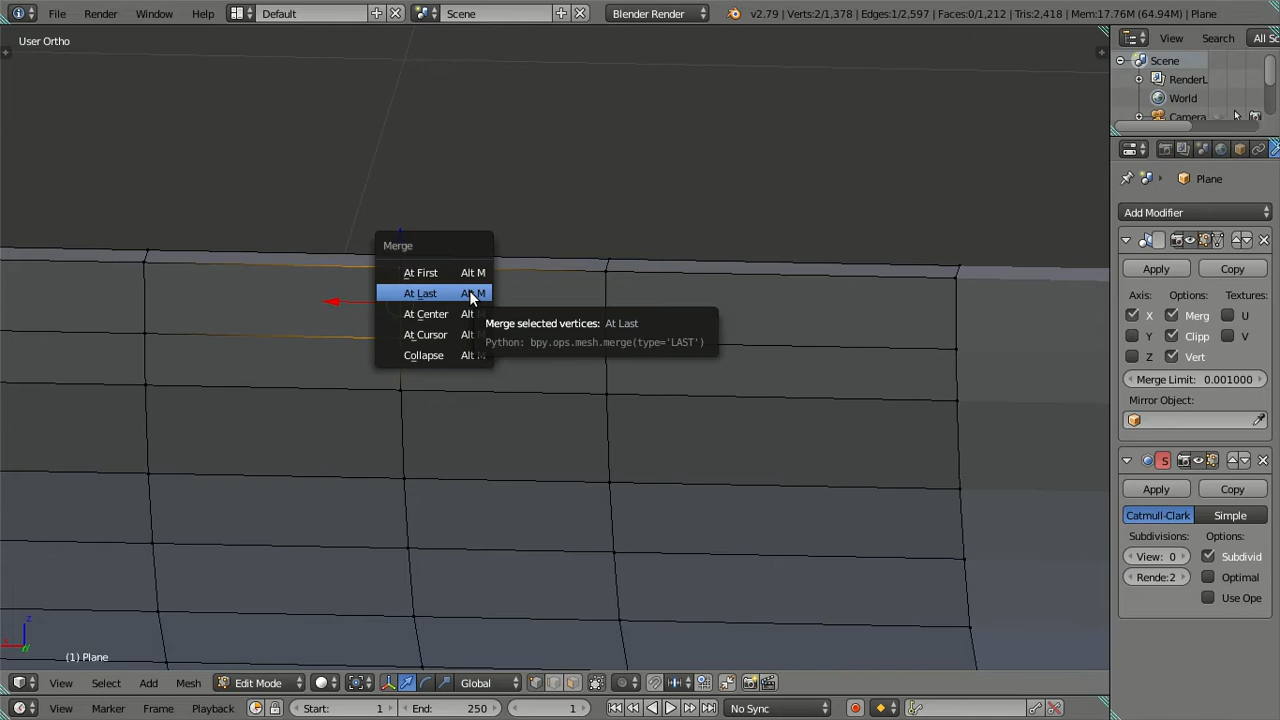 File Render Window Help Default Scene Blender Render v2.79 | Verts:2/1,378 | Edges:1/2,597 | Faces:0/1,212 | Tris:2,418 | Mem:17.76M (64.94M) | Plane
User Ortho
View Search All Sc
Scene
RenderL
World
Camera
Plane
Add Modifier
Apply Copy
Axis: Options: Textures:
X Merg U
Y Clipp V
Z Vert
Merge Limit: 0.001000
Mirror Object:
S
Apply Copy
Catmull-Clark Simple
Subdivisions: Options:
View: 0 Subdivid
Rende:2 Optimal
Use Ope
Merge
At First Alt M
At Last Alt M
At Center Alt M
At Cursor Alt
Collapse Alt M
Merge selected vertices: At Last
Python: bpy.ops.mesh.merge(type='LAST')
z
x
(1) Plane
View Select Add Mesh Edit Mode Global
View Marker Frame Playback Start: 1 End: 250 1 No Sync